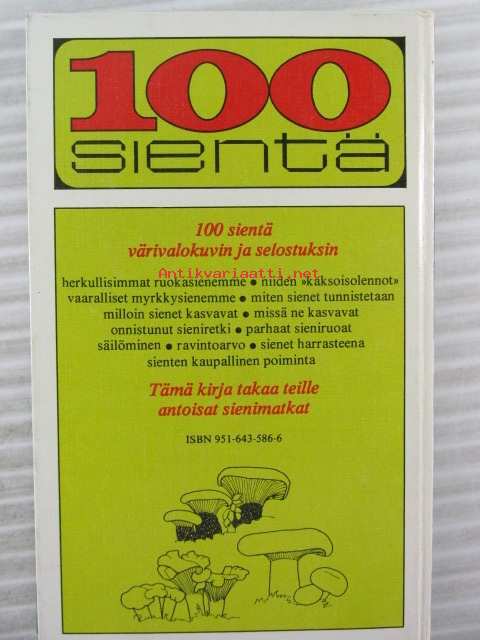 100
sientä
100 sientä
värivalokuvin ja selostuksin
Antikvariaatti.net
herkullisimmat ruokasienemme ● niiden »kaksoisolennot»
vaaralliset myrkkysienemme ● miten sienet tunnistetaan
milloin sienet kasvavat ● missä ne kasvavat
onnistunut sieniretki ● parhaat sieniruoat
säilöminen ● ravintoarvo ● sienet harrasteena
sienten kaupallinen poiminta
Tämä kirja takaa teille
antoisat sienimatkat
ISBN 951-643-586-6